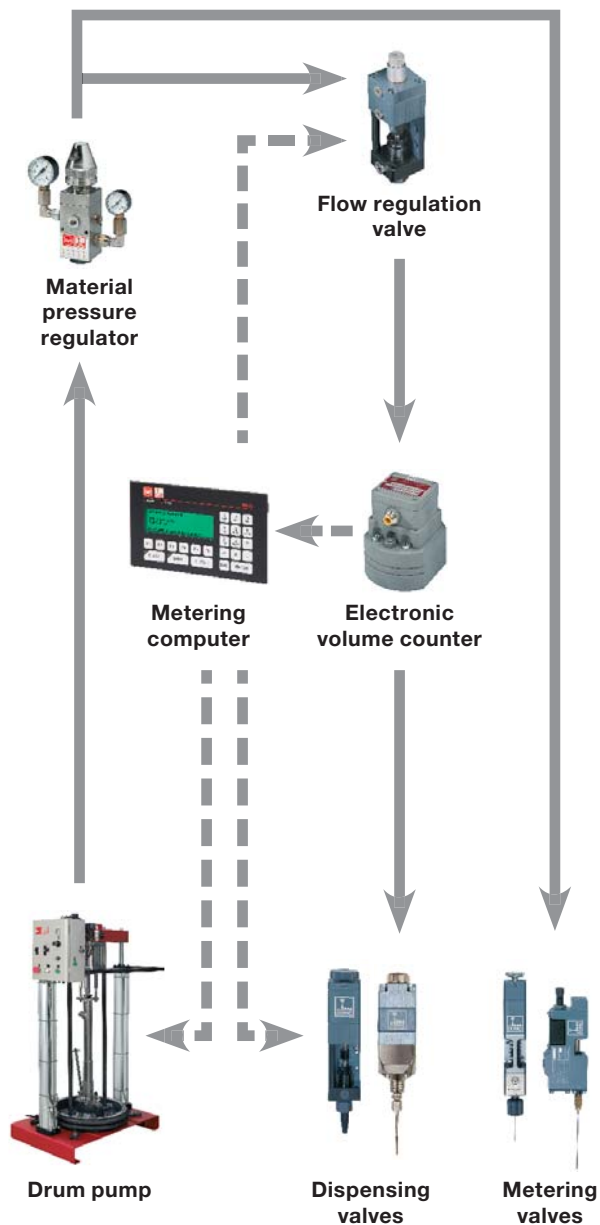 Flow regulation
valve
Material
pressure
regulator
Metering
computer
Electronic
volume counter
Drum pump
Dispensing
valves
Metering
valves